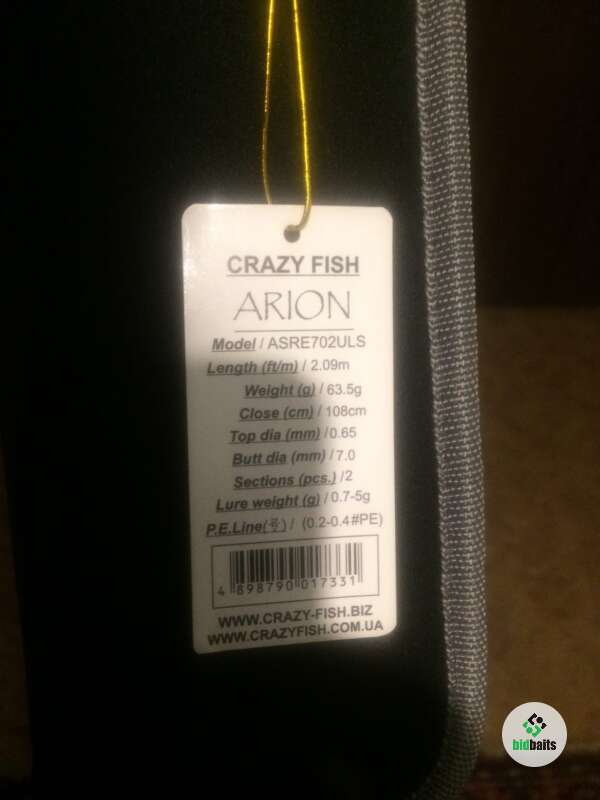 CRAZY FISH
ARION
Model / ASRE702ULS
Length (ft/m) / 2.09m
Weight (g) / 63.5g
Close (cm) / 108cm
Top dia (mm) /0.65
Butt dia (mm) /7.0
Sections (pcs.) /2
Lure weight (g) / 0.7-5g
P.E.Line(号) / (0.2-0.4#PE)
4 898790 017331
WWW.CRAZY-FISH.BIZ
WWW.CRAZYFISH.COM.UA
bidbaits